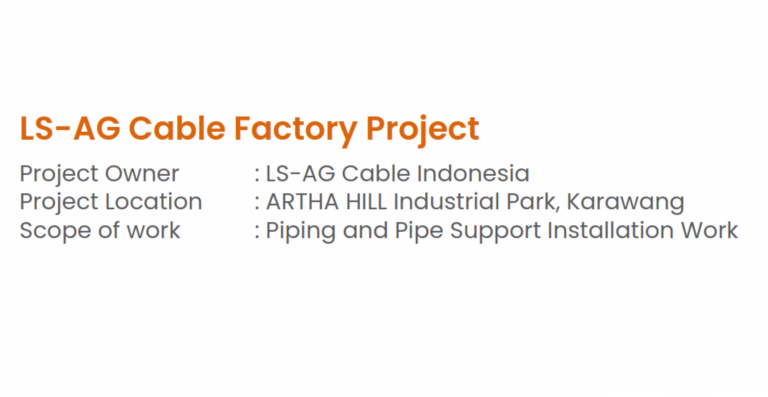 LS-AG Cable Factory Project
Project Owner : LS-AG Cable Indonesia
Project Location : ARTHA HILL Industrial Park, Karawang
Scope of work : Piping and Pipe Support Installation Work